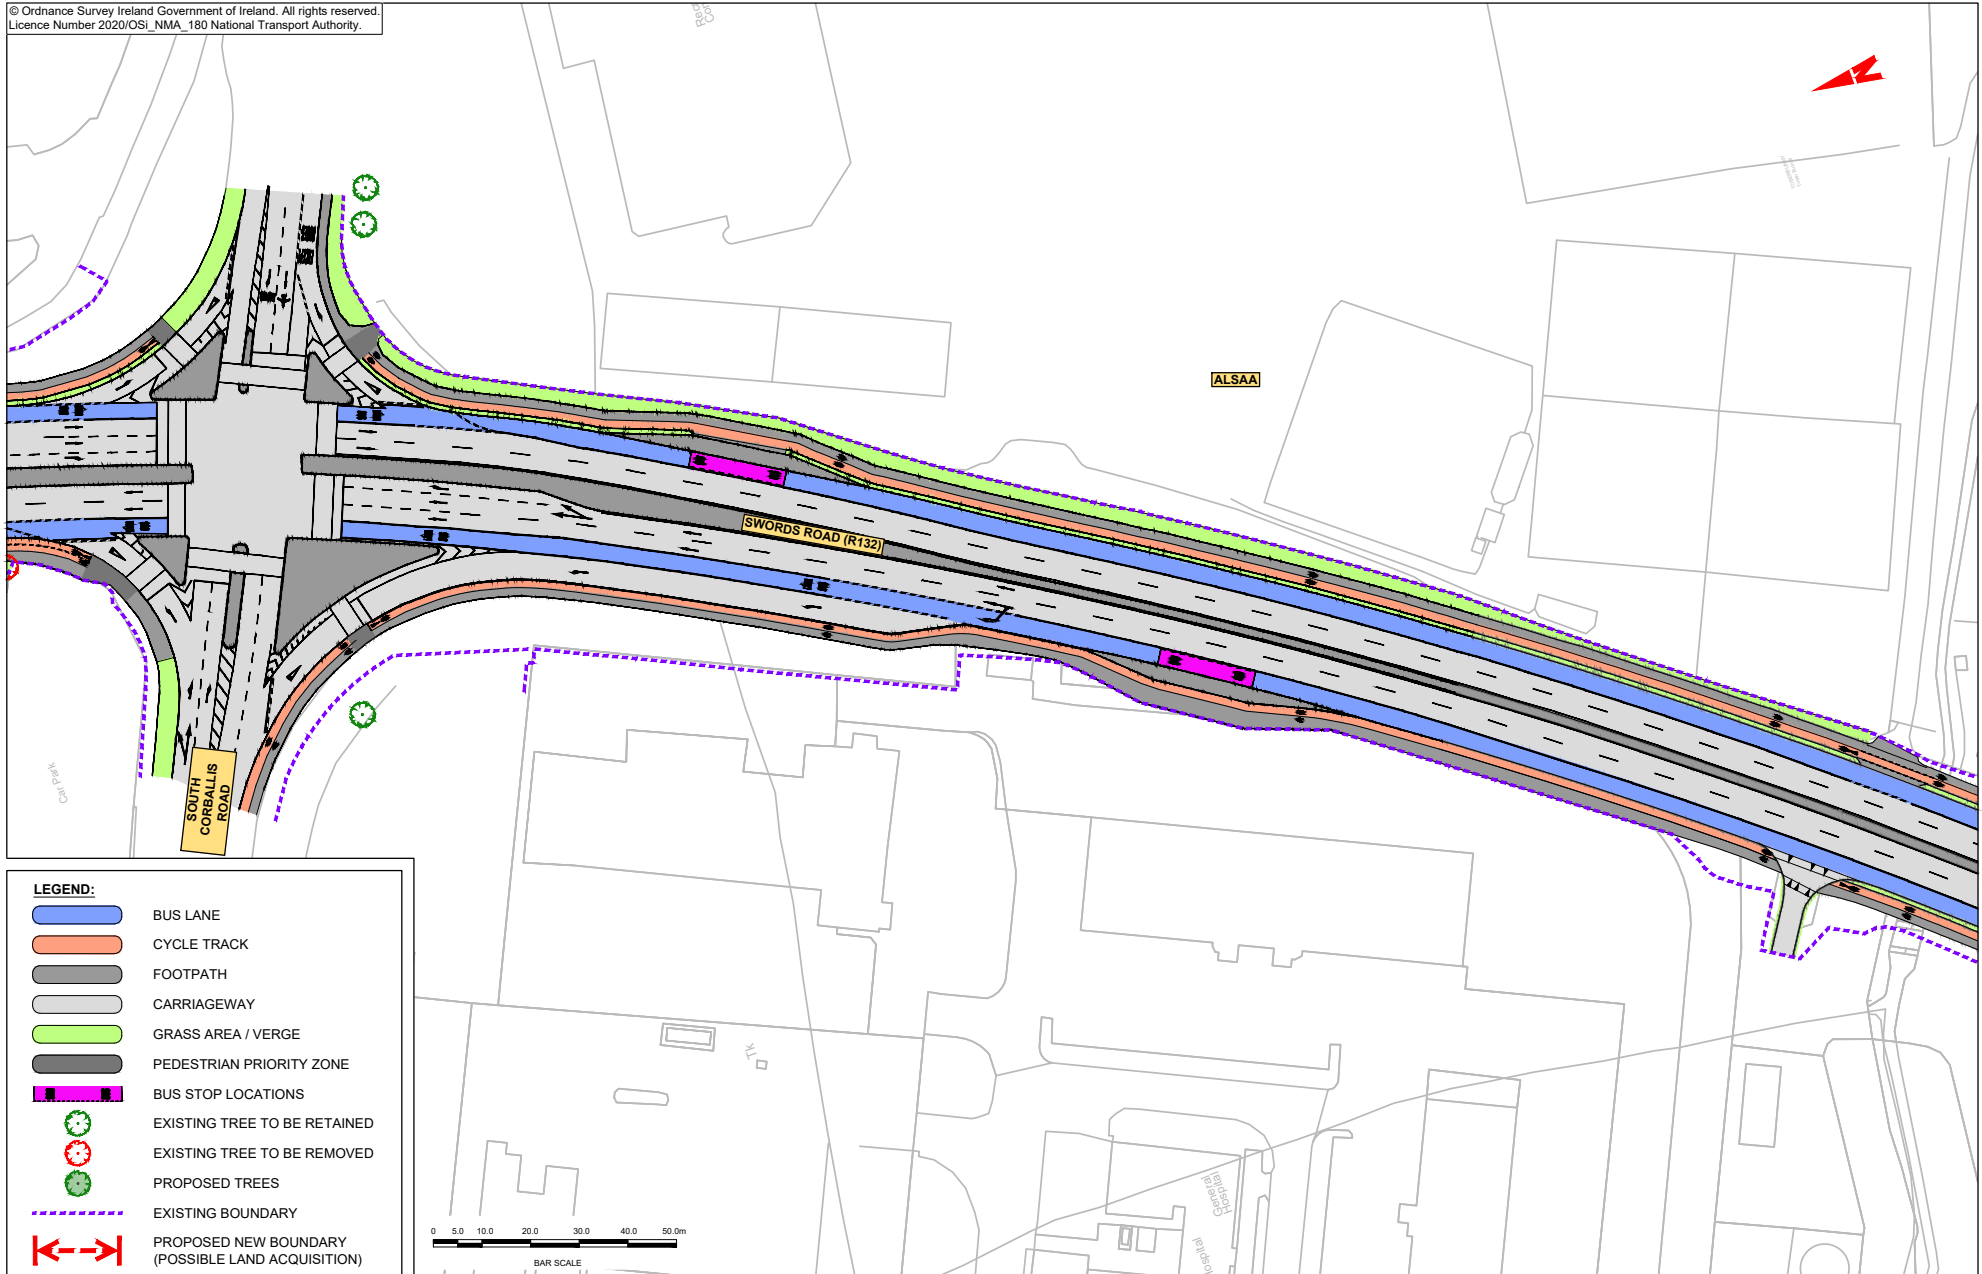 © Ordnance Survey Ireland Government of Ireland. All rights reserved.
Licence Number 2020/OSi_NMA_180 National Transport Authority.
ALSAA
SWORDS ROAD (R132)
SOUTH
CORBALLIS
ROAD
Car Park
LEGEND:
BUS LANE
CYCLE TRACK
FOOTPATH
CARRIAGEWAY
GRASS AREA / VERGE
PEDESTRIAN PRIORITY ZONE
BUS STOP LOCATIONS
EXISTING TREE TO BE RETAINED
EXISTING TREE TO BE REMOVED
PROPOSED TREES
EXISTING BOUNDARY
PROPOSED NEW BOUNDARY
(POSSIBLE LAND ACQUISITION)
Tk
General
Hospital
0 5.0 10.0 20.0 30.0 40.0 50.0m
BAR SCALE